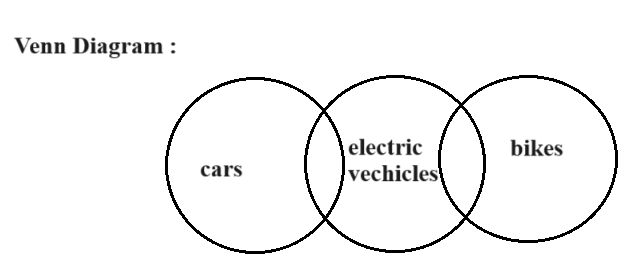 Venn Diagram :
cars
electric
vechicles
bikes